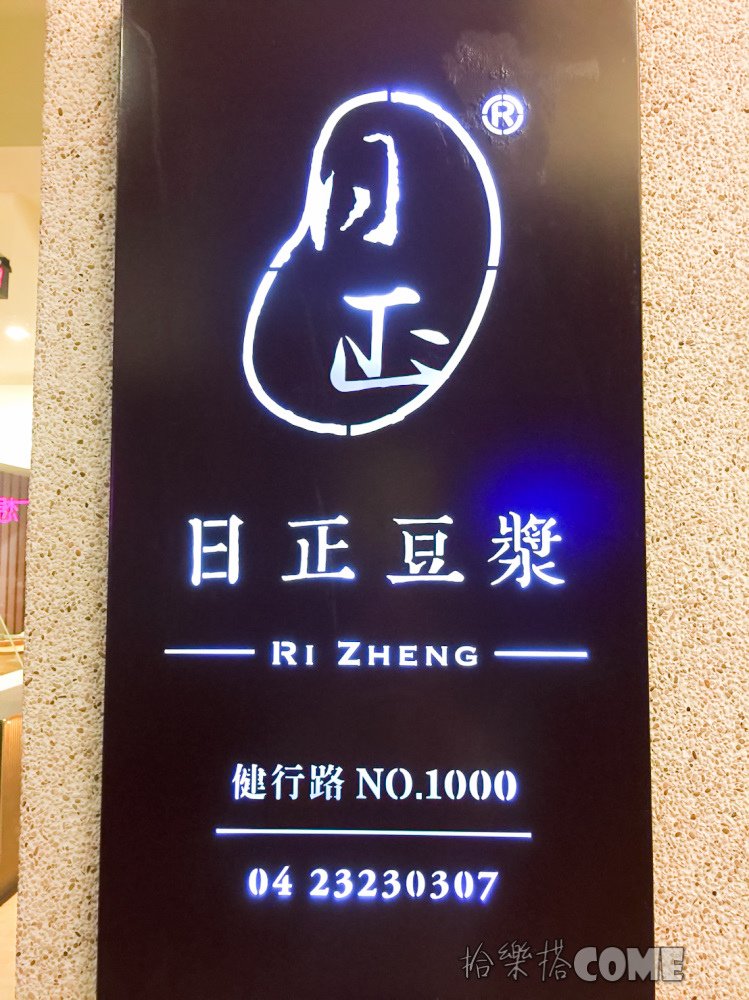 日
正
®
日正豆漿
RI ZHENG
健行路 NO.1000
04 23230307
拾樂搭COME